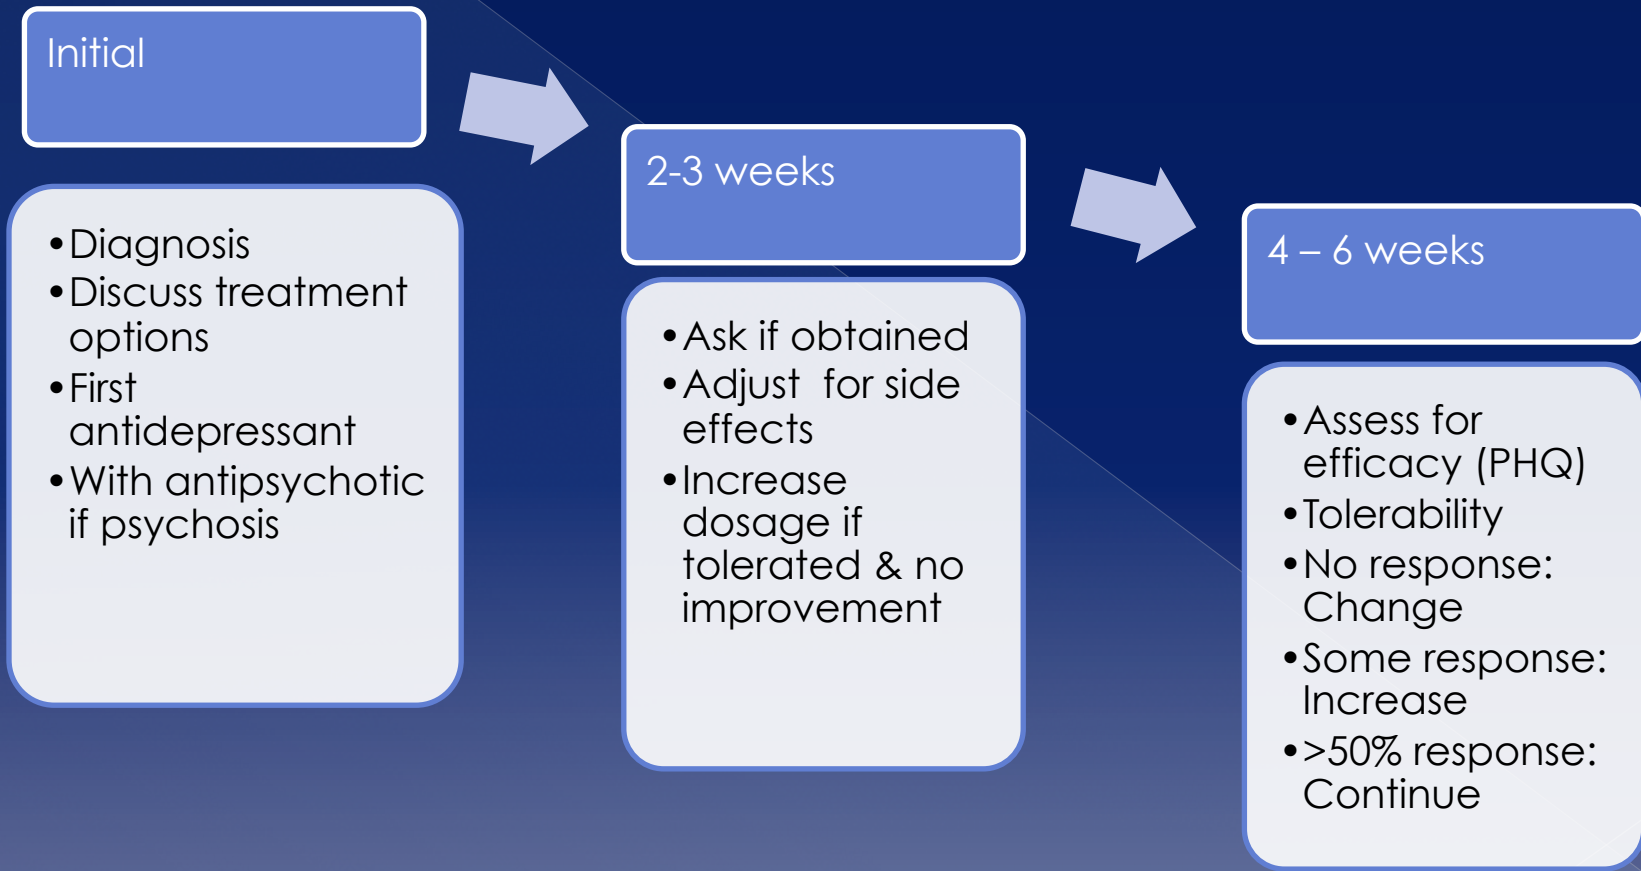 Initial
•Diagnosis
•Discuss treatment
options
•First
antidepressant
•With antipsychotic
if psychosis
2-3 weeks
•Ask if obtained
•Adjust  for side
effects
•Increase
dosage if
tolerated & no
improvement
4 – 6 weeks
•Assess for
efficacy (PHQ)
•Tolerability
•No response:
Change
•Some response:
Increase
•>50% response:
Continue